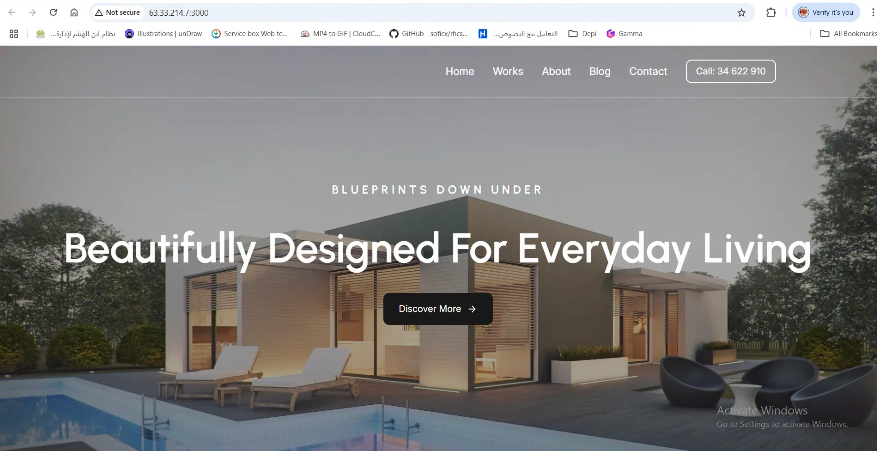 Not secure 63.33.214.7:3000 Verify it's you
نظام ابن الهيثم لإدارة... Illustrations | unDraw Service box Web te... MP4 to GIF | CloudC... GitHub - soficx/rhcs... التعامل مع النصوص... Depi Gamma All Bookmarks
Home Works About Blog Contact Call: 34 622 910
BLUEPRINTS DOWN UNDER
Beautifully Designed For Everyday Living
Discover More →
Activate Windows
Go to Settings to activate Windows.